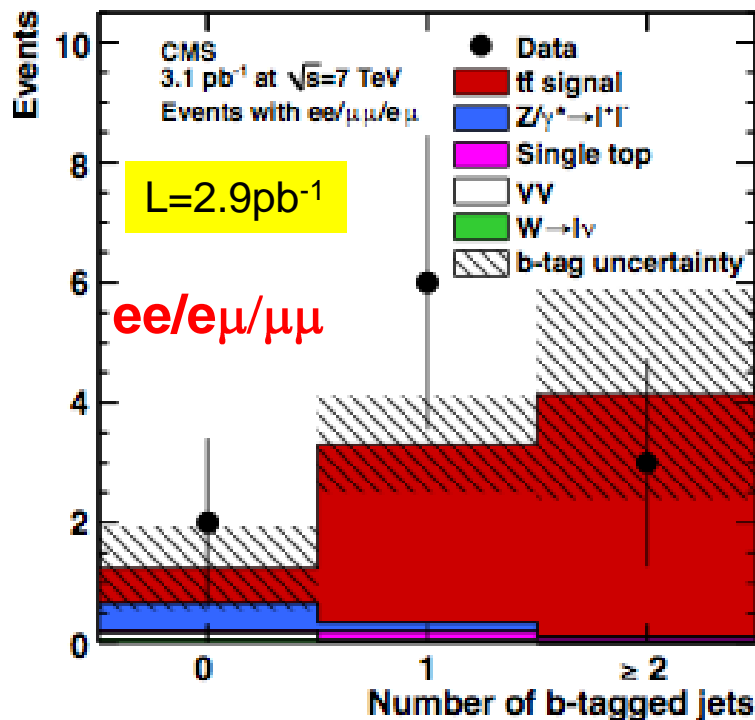 Events
10
8
6
4
2
0
CMS
3.1 pb⁻¹ at √s=7 TeV
Events with ee/μμ/eμ
L=2.9pb⁻¹
ee/eμ/μμ
Data
tt̄ signal
Z/γ*→l⁺l⁻
Single top
VV
W→lν
b-tag uncertainty
0 1 ≥ 2
Number of b-tagged jets